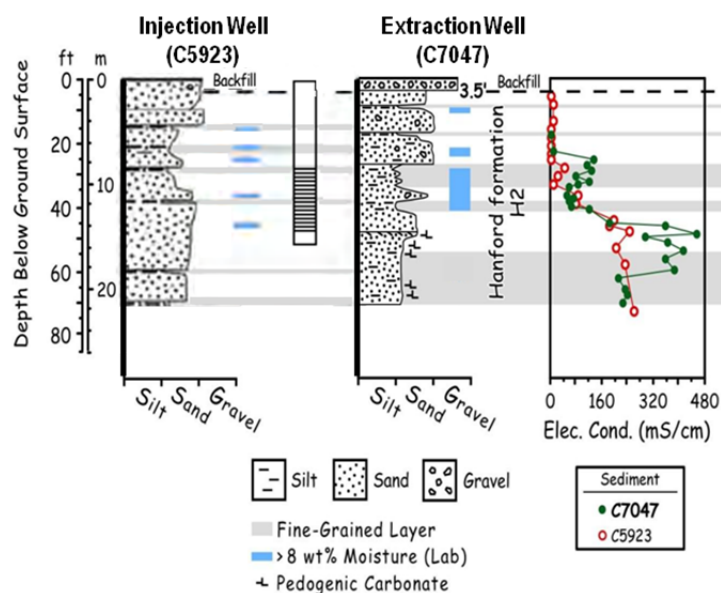 Injection Well
(C5923)
Extraction Well
(C7047)
ft m
0 0
20
10
40
60
20
80
Depth Below Ground Surface
Backfill
Backfill
3.5'
Hanford formation
H2
Silt
Sand
Gravel
Silt
Sand
Gravel
0 160 320 480
Elec. Cond. (mS/cm)
Silt
Sand
Gravel
Fine-Grained Layer
>8 wt% Moisture (Lab)
Pedogenic Carbonate
Sediment
C7047
C5923